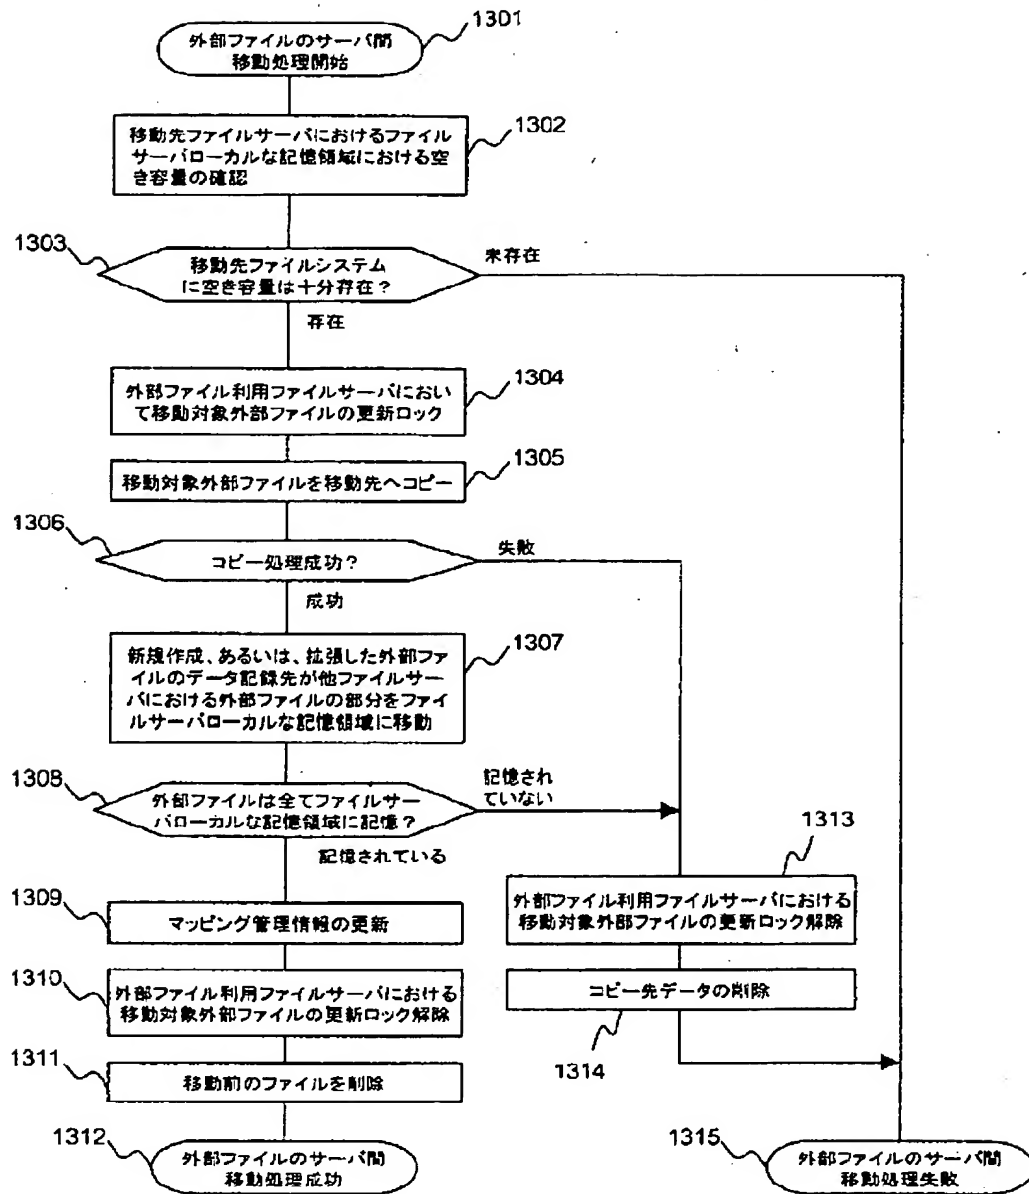 外部ファイルのサーバ間
移動処理開始
1301
移動先ファイルサーバにおけるファイル
サーバローカルな記憶領域における空
き容量の確認
1302
1303
移動先ファイルシステム
に空き容量は十分存在?
未存在
存在
外部ファイル利用ファイルサーバにおい
て移動対象外部ファイルの更新ロック
1304
移動対象外部ファイルを移動先へコピー
1305
1306
コピー処理成功?
失敗
成功
新規作成、あるいは、拡張した外部ファ
イルのデータ記録先が他ファイルサー
バにおける外部ファイルの部分をファイ
ルサーバローカルな記憶領域に移動
1307
1308
外部ファイルは全てファイルサー
バローカルな記憶領域に記憶?
記憶され
ていない
記憶されている
1309
マッピング管理情報の更新
1310
外部ファイル利用ファイルサーバにおける
移動対象外部ファイルの更新ロック解除
1311
移動前のファイルを削除
1312
外部ファイルのサーバ間
移動処理成功
1313
外部ファイル利用ファイルサーバにおける
移動対象外部ファイルの更新ロック解除
コピー先データの削除
1314
1315
外部ファイルのサーバ間
移動処理失敗